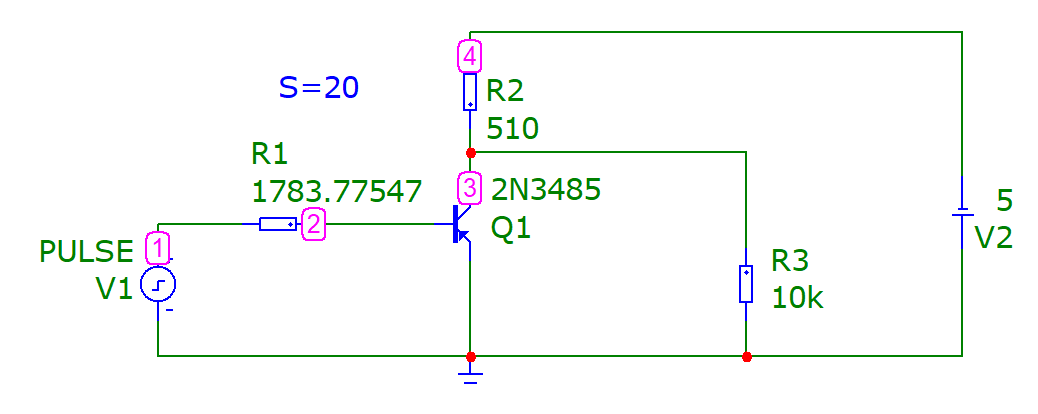 4
S=20
R2
510
R1
1783.77547
3
2N3485
Q1
2
PULSE
1
V1
5
V2
R3
10k